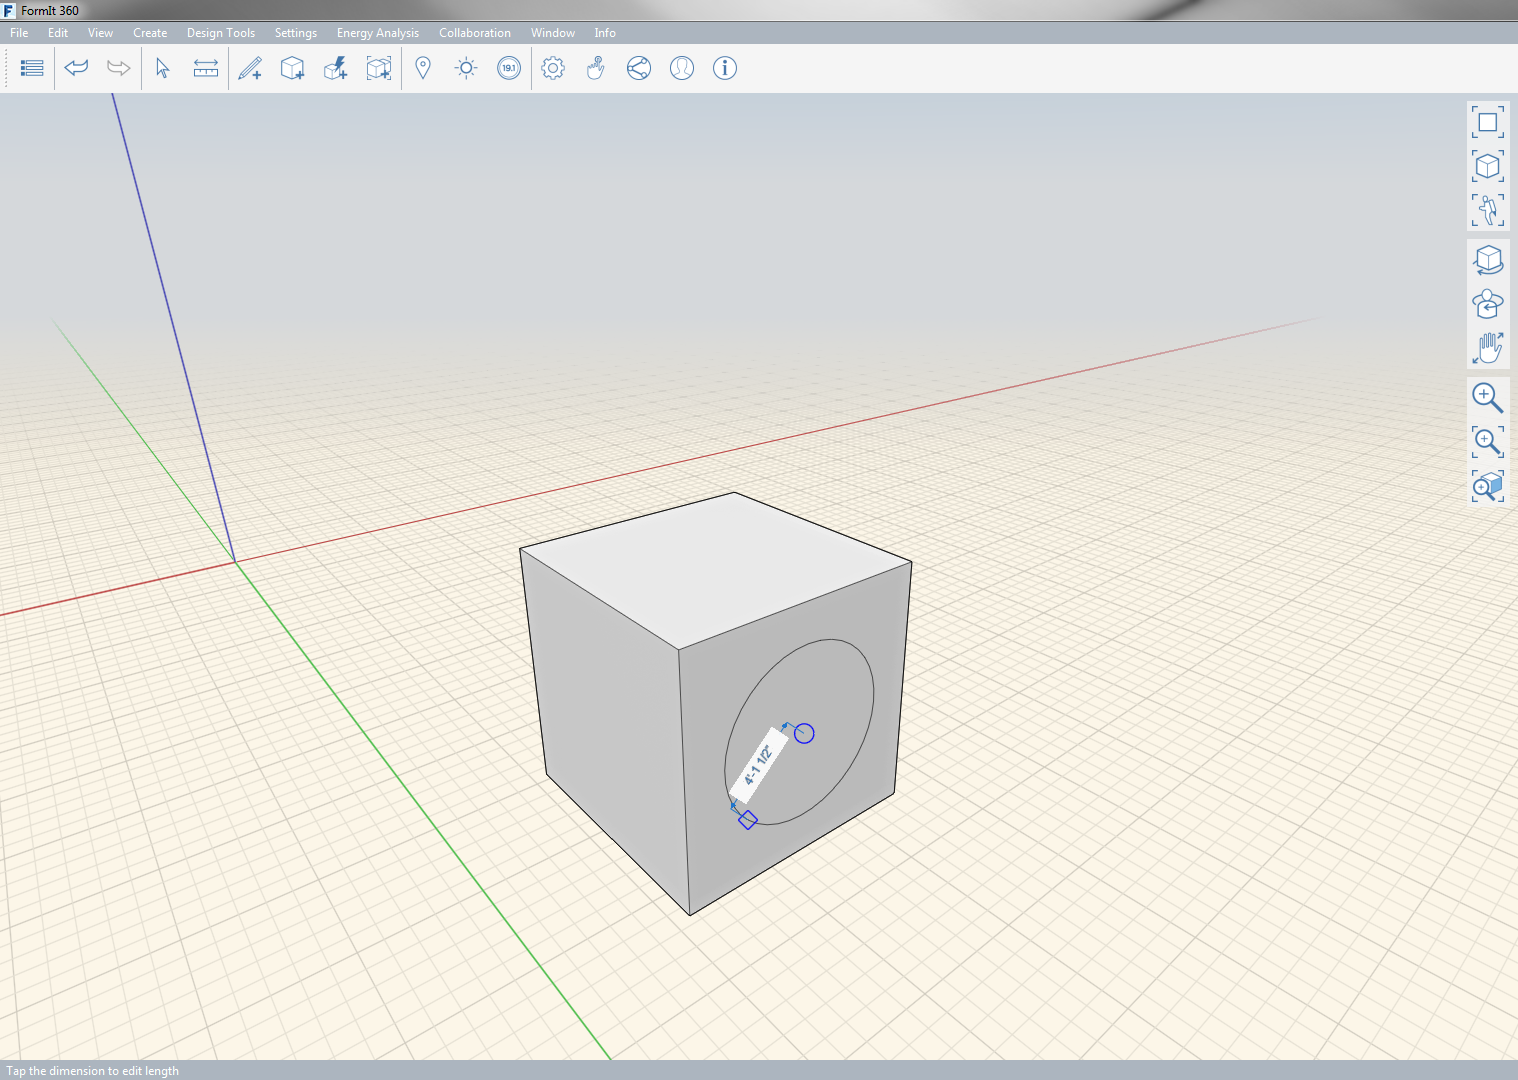 FormIt 360
File Edit View Create Design Tools Settings Energy Analysis Collaboration Window Info
19.1
4'-1 1/2"
Tap the dimension to edit length